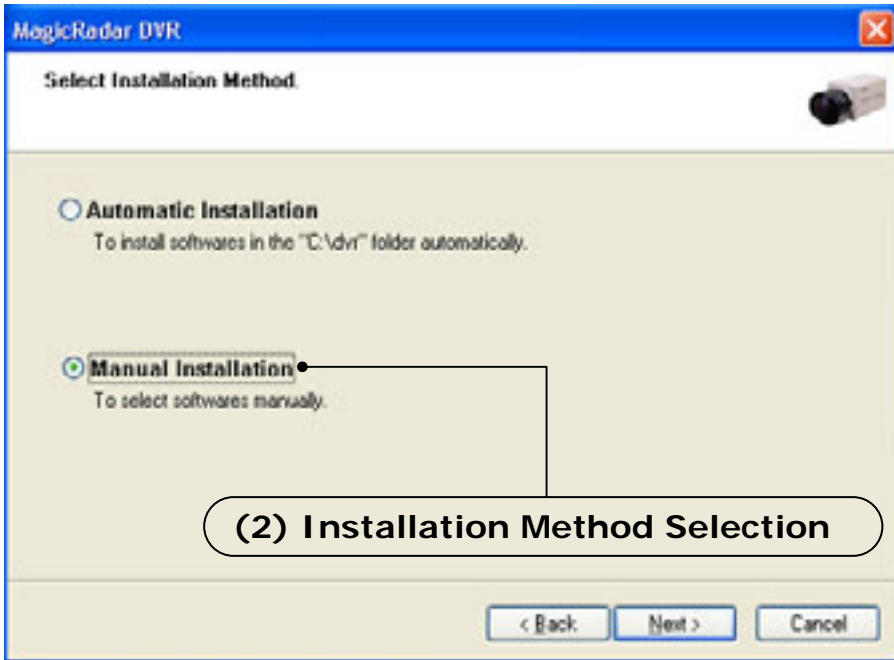 MagicRadar DVR
Select Installation Method.
Automatic Installation
To install softwares in the "C:\dvr" folder automatically.
Manual Installation
To select softwares manually.
(2) Installation Method Selection
< Back
Next >
Cancel